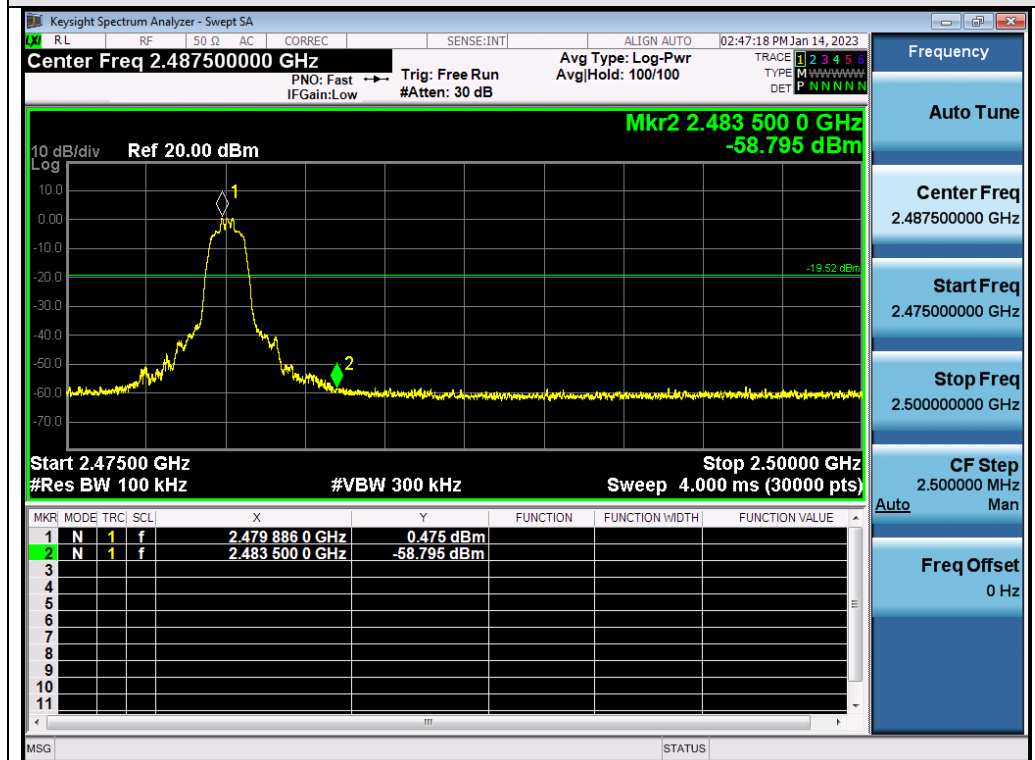 Keysight Spectrum Analyzer - Swept SA
LXI RL RF 50 Ω AC CORREC SENSE:INT ALIGN AUTO 02:47:18 PM Jan 14, 2023
Center Freq 2.487500000 GHz
PNO: Fast
IFGain:Low
Trig: Free Run
#Atten: 30 dB
Avg Type: Log-Pwr
Avg|Hold: 100/100
TRACE 1 2 3 4 5 6
TYPE M W W W W W
DET P N N N N N
Mkr2 2.483 500 0 GHz
-58.795 dBm
10 dB/div Ref 20.00 dBm
Log
10.0
0.00
-10.0
-20.0
-30.0
-40.0
-50.0
-60.0
-70.0
1
2
-19.52 dBm
Start 2.47500 GHz Stop 2.50000 GHz
#Res BW 100 kHz #VBW 300 kHz Sweep 4.000 ms (30000 pts)
MKR MODE TRC SCL X Y FUNCTION FUNCTION WIDTH FUNCTION VALUE
1 N 1 f 2.479 886 0 GHz 0.475 dBm
2 N 1 f 2.483 500 0 GHz -58.795 dBm
3
4
5
6
7
8
9
10
11
MSG STATUS
Frequency
Auto Tune
Center Freq
2.487500000 GHz
Start Freq
2.475000000 GHz
Stop Freq
2.500000000 GHz
CF Step
2.500000 MHz
Auto Man
Freq Offset
0 Hz